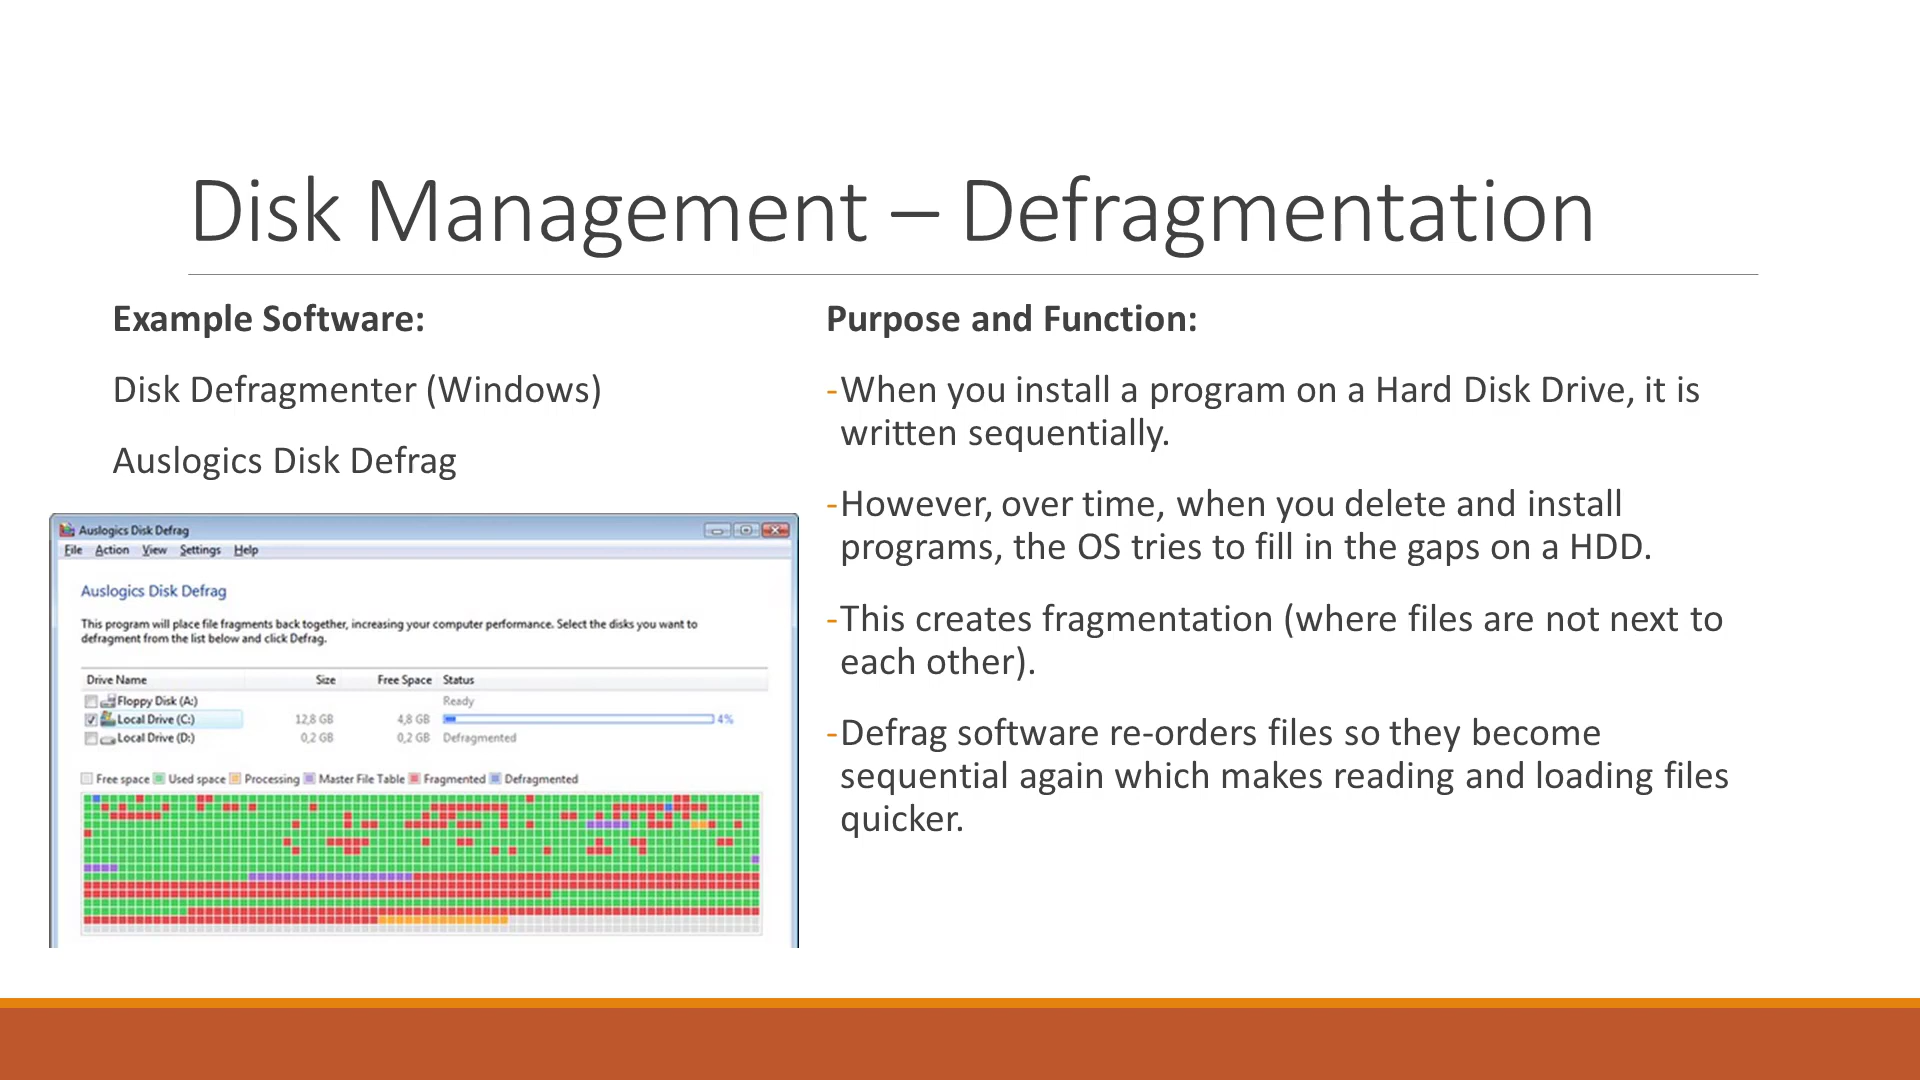 Disk Management – Defragmentation
Example Software:
Disk Defragmenter (Windows)
Auslogics Disk Defrag
Auslogics Disk Defrag
File Action View Settings Help
Auslogics Disk Defrag
This program will place file fragments back together, increasing your computer performance. Select the disks you want to
defragment from the list below and click Defrag.
Drive Name Size Free Space Status
Floppy Disk (A:) Ready
Local Drive (C:) 12,8 GB 4,8 GB 4%
Local Drive (D:) 0,2 GB 0,2 GB Defragmented
Free space Used space Processing Master File Table Fragmented Defragmented
Purpose and Function:
-When you install a program on a Hard Disk Drive, it is
written sequentially.
-However, over time, when you delete and install
programs, the OS tries to fill in the gaps on a HDD.
-This creates fragmentation (where files are not next to
each other).
-Defrag software re-orders files so they become
sequential again which makes reading and loading files
quicker.